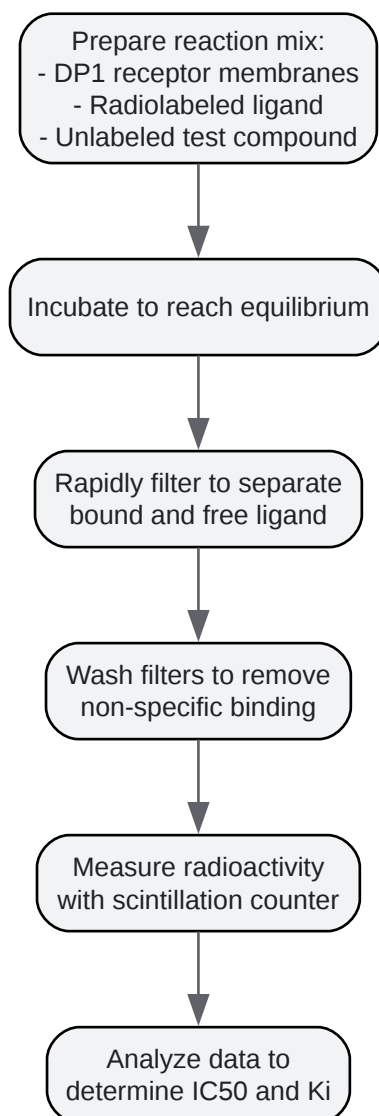 Prepare reaction mix:
- DP1 receptor membranes
- Radiolabeled ligand
- Unlabeled test compound
Incubate to reach equilibrium
Rapidly filter to separate
bound and free ligand
Wash filters to remove
non-specific binding
Measure radioactivity
with scintillation counter
Analyze data to
determine IC50 and Ki